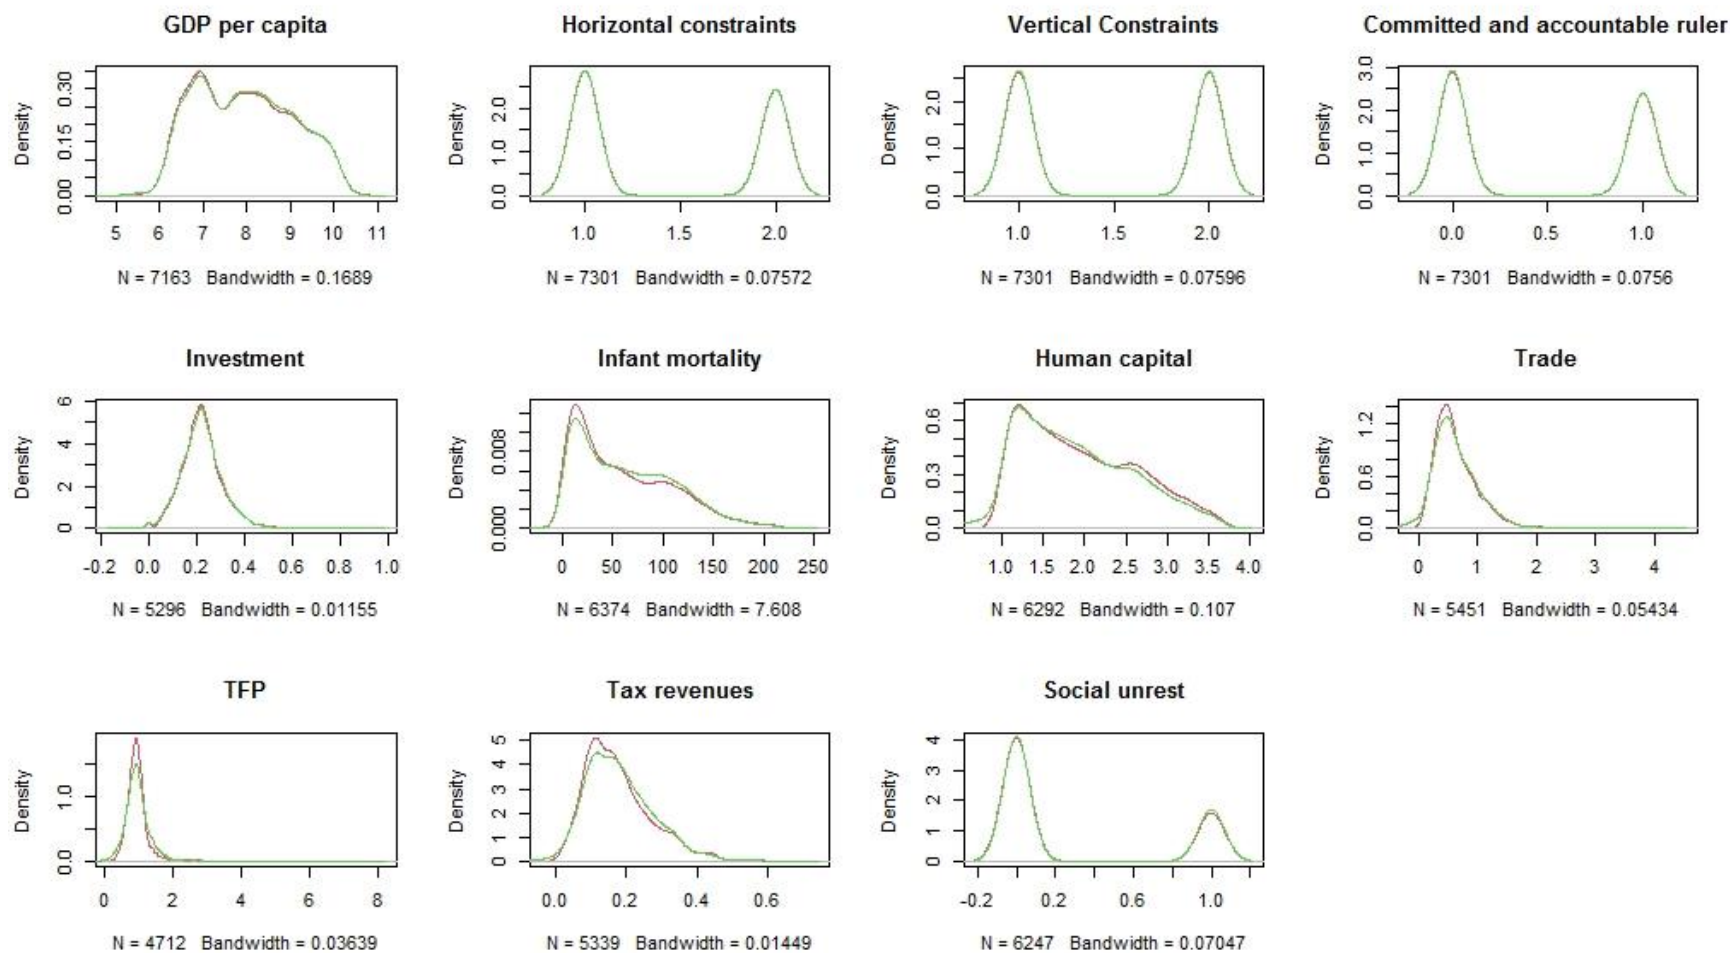 GDP per capita
Density
0.00 0.15 0.30
5 6 7 8 9 10 11
N = 7163 Bandwidth = 0.1689
Horizontal constraints
Density
0.0 1.0 2.0
1.0 1.5 2.0
N = 7301 Bandwidth = 0.07572
Vertical Constraints
Density
0.0 1.0 2.0
1.0 1.5 2.0
N = 7301 Bandwidth = 0.07596
Committed and accountable ruler
Density
0.0 1.0 2.0 3.0
0.0 0.5 1.0
N = 7301 Bandwidth = 0.0756
Investment
Density
0 2 4 6
-0.2 0.0 0.2 0.4 0.6 0.8 1.0
N = 5296 Bandwidth = 0.01155
Infant mortality
Density
0.000 0.008
0 50 100 150 200 250
N = 6374 Bandwidth = 7.608
Human capital
Density
0.0 0.3 0.6
1.0 1.5 2.0 2.5 3.0 3.5 4.0
N = 6292 Bandwidth = 0.107
Trade
Density
0.0 0.6 1.2
0 1 2 3 4
N = 5451 Bandwidth = 0.05434
TFP
Density
0.0 1.0
0 2 4 6 8
N = 4712 Bandwidth = 0.03639
Tax revenues
Density
0 1 2 3 4 5
0.0 0.2 0.4 0.6
N = 5339 Bandwidth = 0.01449
Social unrest
Density
0 1 2 3 4
-0.2 0.2 0.6 1.0
N = 6247 Bandwidth = 0.07047